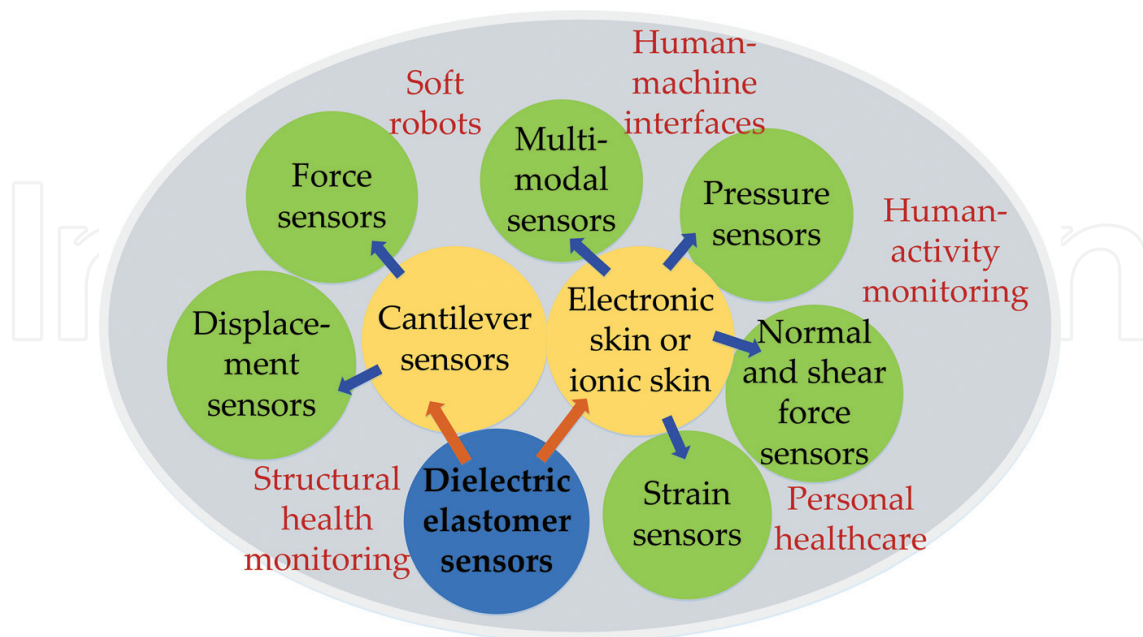 Human-
machine
interfaces
Soft
robots
Multi-
modal
sensors
Force
sensors
Pressure
sensors
Human-
activity
monitoring
Displace-
ment
sensors
Cantilever
sensors
Electronic
skin or
ionic skin
Normal
and shear
force
sensors
Structural
health
monitoring
Dielectric
elastomer
sensors
Strain
sensors
Personal
healthcare